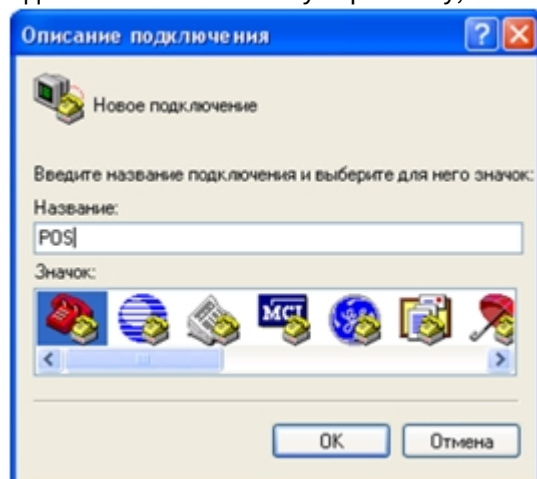 Описание подключения
Новое подключение
Введите название подключения и выберите для него значок:
Название:
POS
Значок:
MCI
OK
Отмена